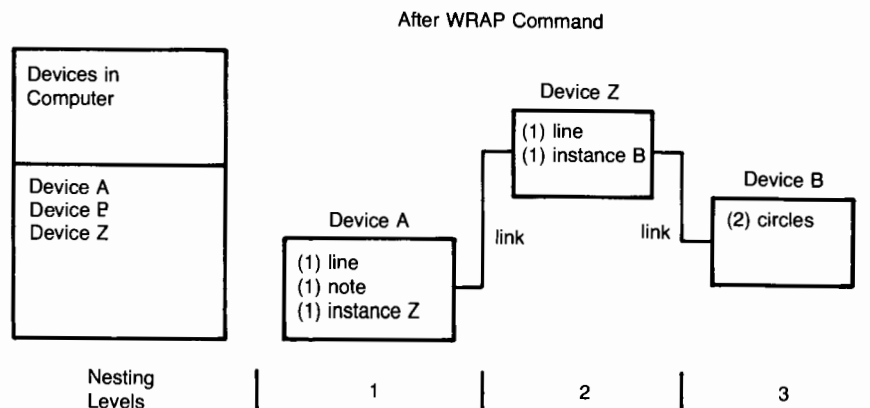 After WRAP Command
Devices in
Computer
Device A
Device B
Device Z
Device A
(1) line
(1) note
(1) instance Z
link
Device Z
(1) line
(1) instance B
link
Device B
(2) circles
Nesting
Levels
1
2
3